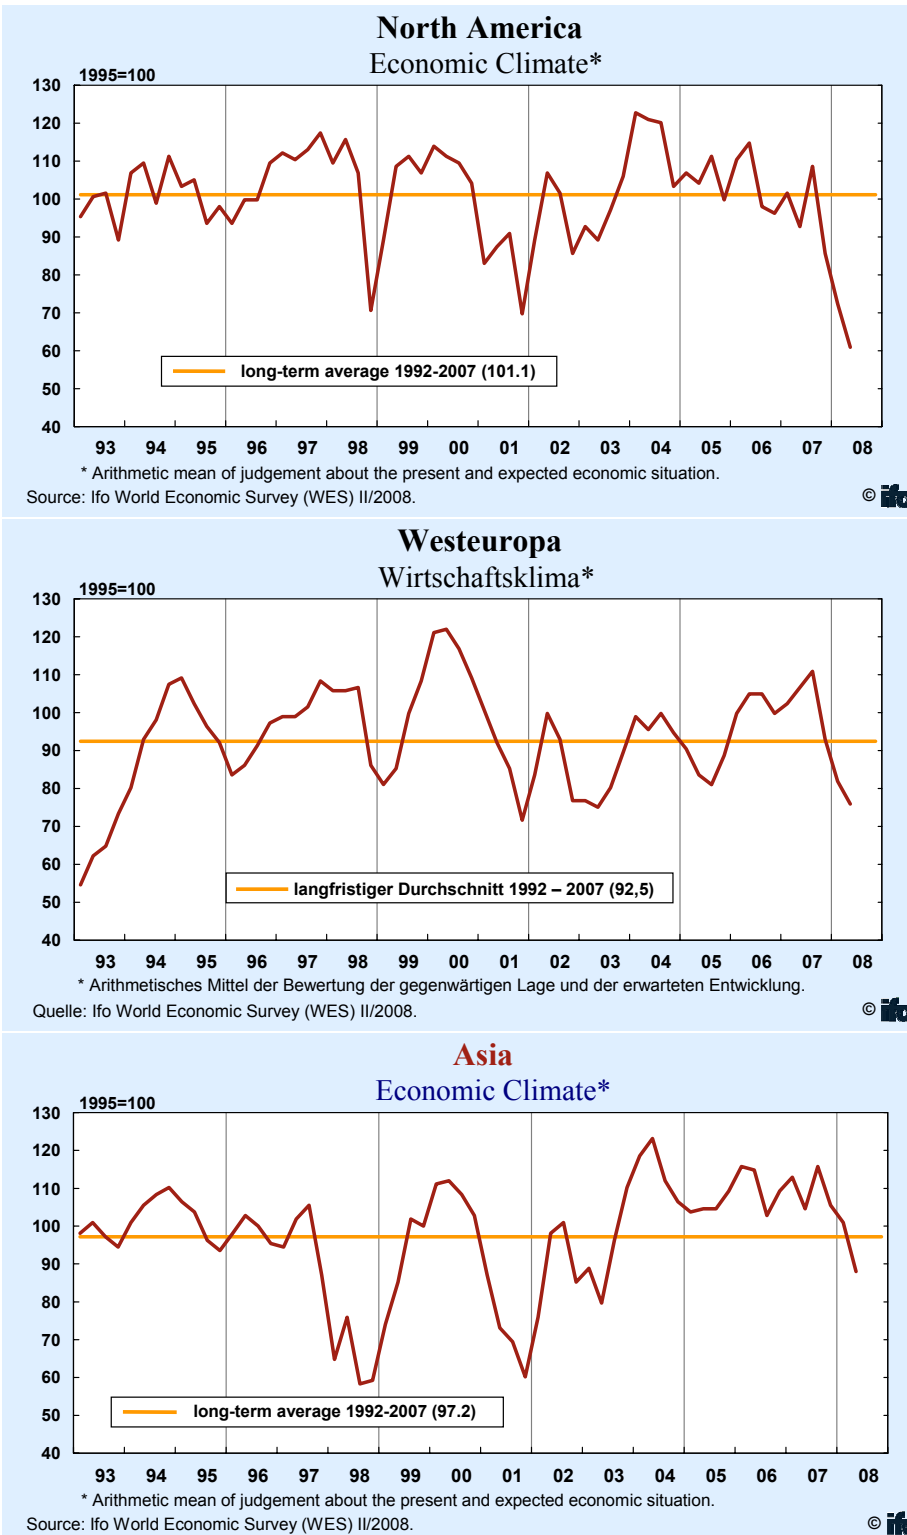 North America
Economic Climate*
1995=100
130
120
110
100
90
80
70
60
50
40
long-term average 1992-2007 (101.1)
93 94 95 96 97 98 99 00 01 02 03 04 05 06 07 08
* Arithmetic mean of judgement about the present and expected economic situation.
Source: Ifo World Economic Survey (WES) II/2008.
©
Westeuropa
Wirtschaftsklima*
1995=100
130
120
110
100
90
80
70
60
50
40
langfristiger Durchschnitt 1992 – 2007 (92,5)
93 94 95 96 97 98 99 00 01 02 03 04 05 06 07 08
* Arithmetisches Mittel der Bewertung der gegenwärtigen Lage und der erwarteten Entwicklung.
Quelle: Ifo World Economic Survey (WES) II/2008.
©
Asia
Economic Climate*
1995=100
130
120
110
100
90
80
70
60
50
40
long-term average 1992-2007 (97.2)
93 94 95 96 97 98 99 00 01 02 03 04 05 06 07 08
* Arithmetic mean of judgement about the present and expected economic situation.
Source: Ifo World Economic Survey (WES) II/2008.
©